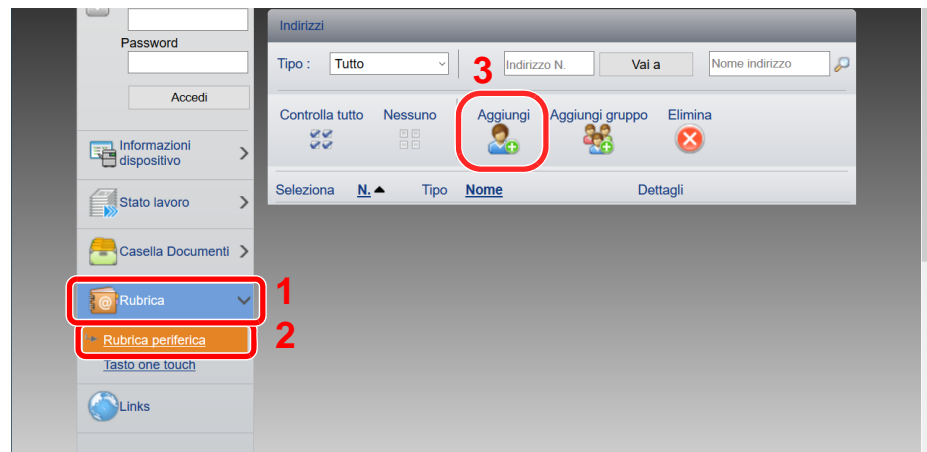 Password
Accedi
Informazioni
dispositivo
Stato lavoro
Casella Documenti
Rubrica
1
Rubrica periferica
2
Tasto one touch
Links
Indirizzi
Tipo :
Tutto
3
Indirizzo N.
Vai a
Nome indirizzo
Controlla tutto
Nessuno
Aggiungi
Aggiungi gruppo
Elimina
Seleziona
N.
Tipo
Nome
Dettagli